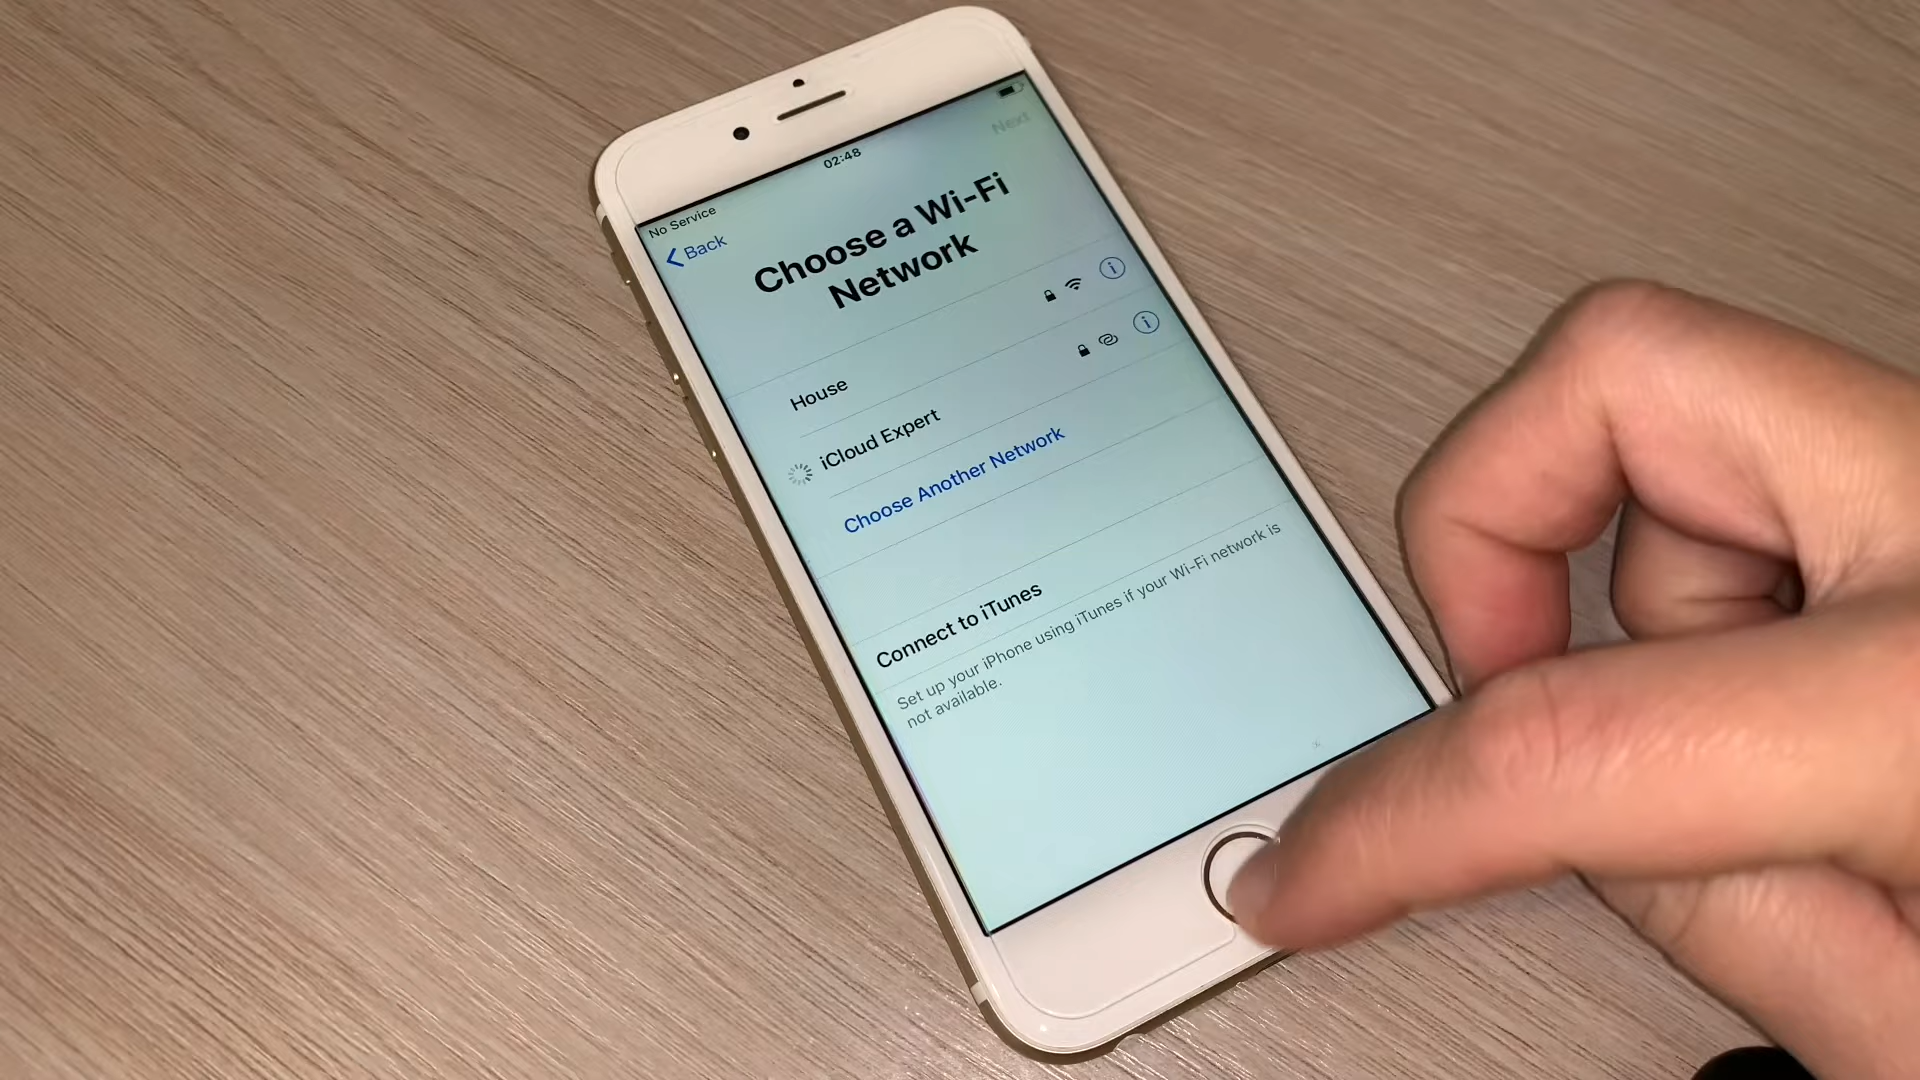 No Service
02:48
Back
Next
Choose a Wi-Fi
Network
House
iCloud Expert
Choose Another Network
Connect to iTunes
Set up your iPhone using iTunes if your Wi-Fi network is
not available.